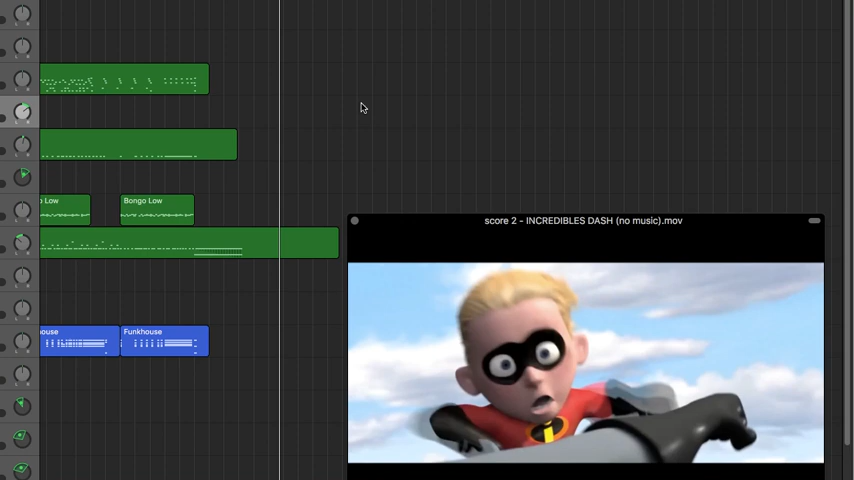 o Low
Bongo Low
score 2 - INCREDIBLES DASH (no music).mov
ouse
Funkhouse